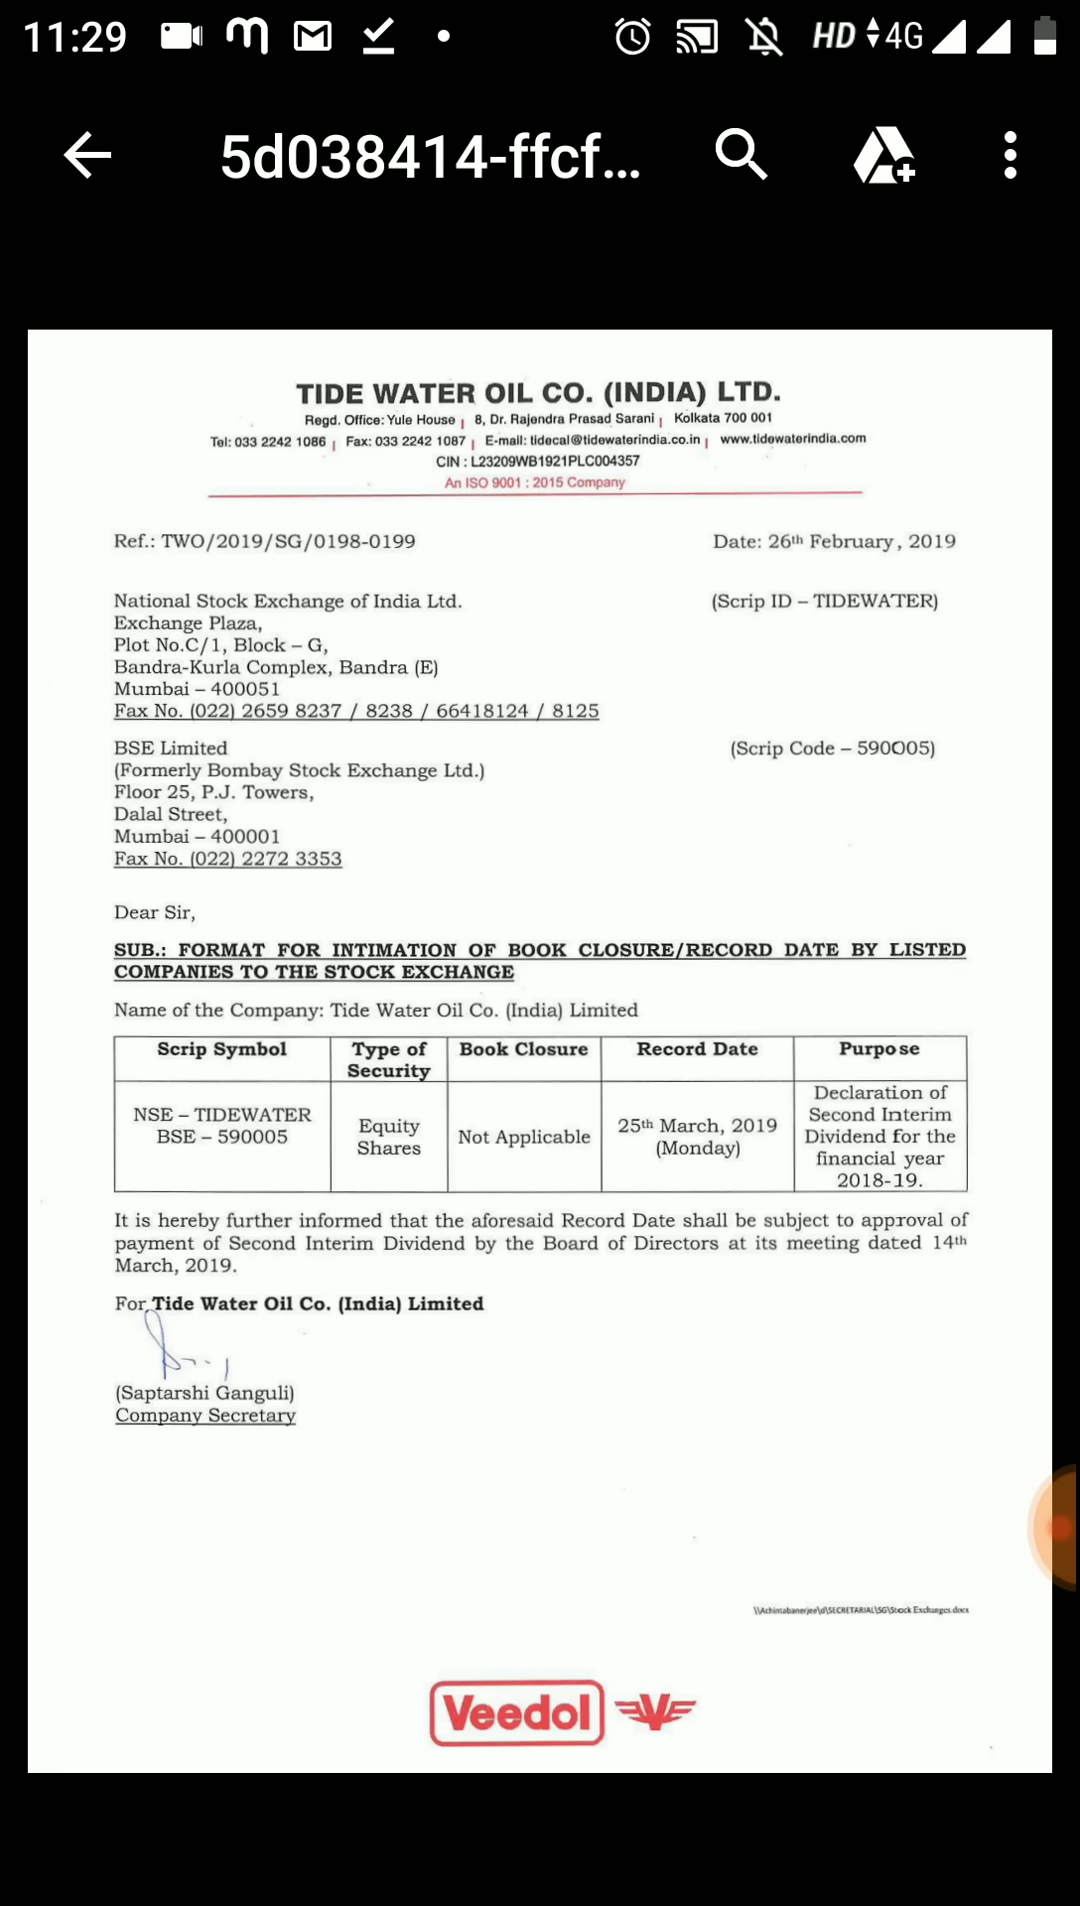 11:29
HD 4G
5d038414-ffcf...
TIDE WATER OIL CO. (INDIA) LTD.
Regd. Office: Yule House | 8, Dr. Rajendra Prasad Sarani | Kolkata 700 001
Tel: 033 2242 1086 | Fax: 033 2242 1087 | E-mail: tidecal@tidewaterindia.co.in | www.tidewaterindia.com
CIN : L23209WB1921PLC004357
An ISO 9001 : 2015 Company
Ref.: TWO/2019/SG/0198-0199 Date: 26th February, 2019
National Stock Exchange of India Ltd. (Scrip ID – TIDEWATER)
Exchange Plaza,
Plot No.C/1, Block – G,
Bandra-Kurla Complex, Bandra (E)
Mumbai – 400051
Fax No. (022) 2659 8237 / 8238 / 66418124 / 8125
BSE Limited (Scrip Code – 590005)
(Formerly Bombay Stock Exchange Ltd.)
Floor 25, P.J. Towers,
Dalal Street,
Mumbai – 400001
Fax No. (022) 2272 3353
Dear Sir,
SUB.: FORMAT FOR INTIMATION OF BOOK CLOSURE/RECORD DATE BY LISTED
COMPANIES TO THE STOCK EXCHANGE
Name of the Company: Tide Water Oil Co. (India) Limited
Scrip Symbol
Type of
Security
Book Closure
Record Date
Purpose
NSE – TIDEWATER
BSE – 590005
Equity
Shares
Not Applicable
25th March, 2019
(Monday)
Declaration of
Second Interim
Dividend for the
financial year
2018-19.
It is hereby further informed that the aforesaid Record Date shall be subject to approval of
payment of Second Interim Dividend by the Board of Directors at its meeting dated 14th
March, 2019.
For Tide Water Oil Co. (India) Limited
(Saptarshi Ganguli)
Company Secretary
\\Achintabanerjee\d\SECRETARIAL\SG\Stock Exchanges.docx
Veedol